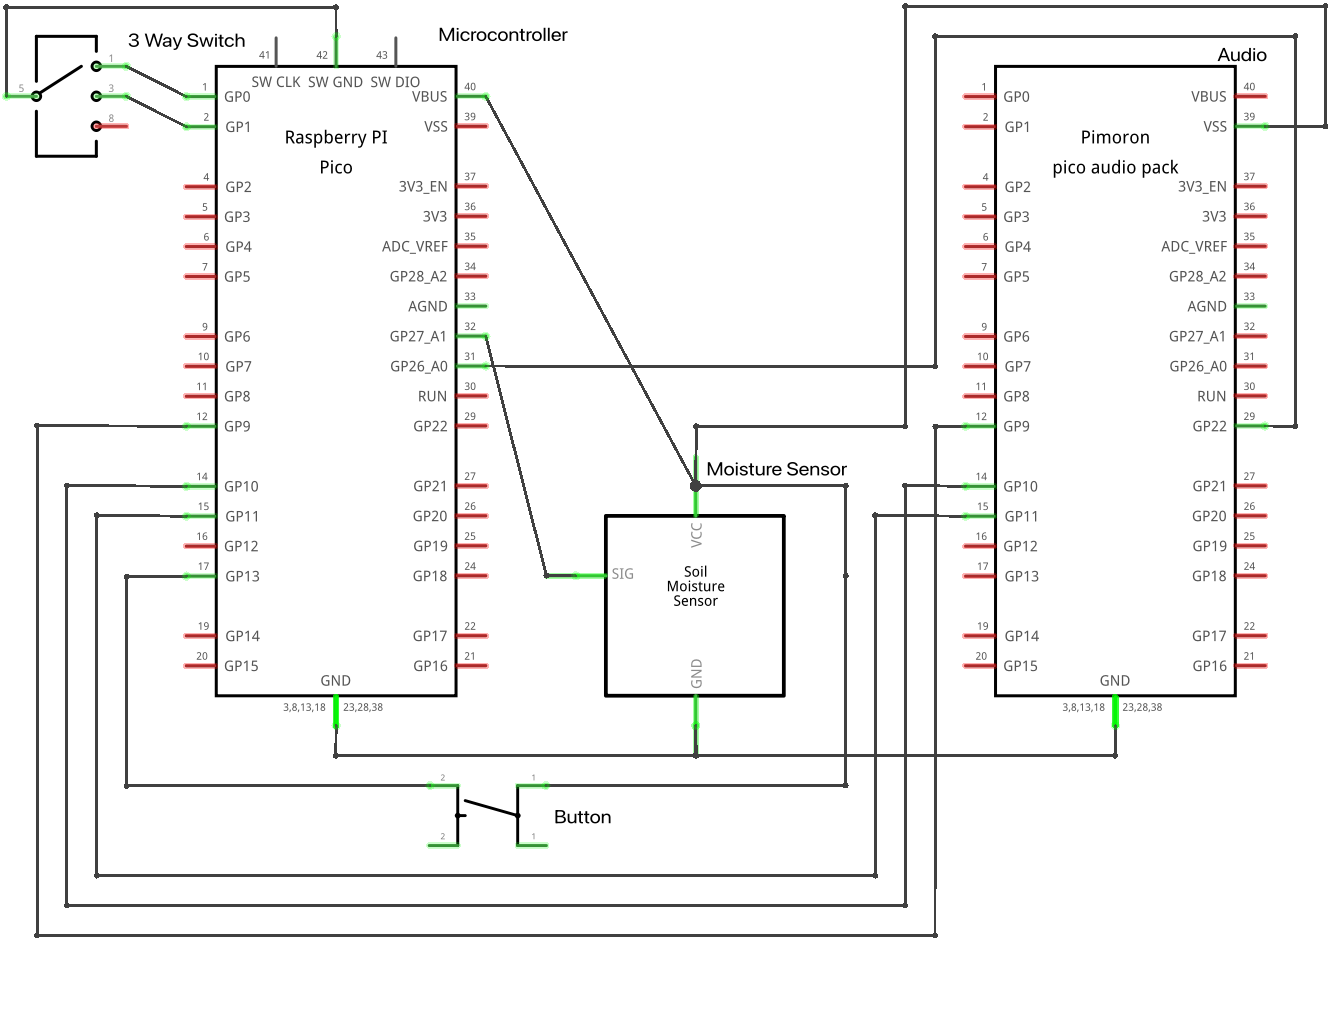 3 Way Switch
Microcontroller
Audio
41
42
43
SW CLK
SW GND
SW DIO
1
3
5
8
Raspberry PI
Pico
1 GP0
2 GP1
4 GP2
5 GP3
6 GP4
7 GP5
9 GP6
10 GP7
11 GP8
12 GP9
14 GP10
15 GP11
16 GP12
17 GP13
19 GP14
20 GP15
VBUS 40
VSS 39
3V3_EN 37
3V3 36
ADC_VREF 35
GP28_A2 34
AGND 33
GP27_A1 32
GP26_A0 31
RUN 30
GP22 29
GP21 27
GP20 26
GP19 25
GP18 24
GP17 22
GP16 21
GND
3,8,13,18 23,28,38
Moisture Sensor
VCC
SIG
Soil
Moisture
Sensor
GND
Pimoron
pico audio pack
1 GP0
2 GP1
4 GP2
5 GP3
6 GP4
7 GP5
9 GP6
10 GP7
11 GP8
12 GP9
14 GP10
15 GP11
16 GP12
17 GP13
19 GP14
20 GP15
VBUS 40
VSS 39
3V3_EN 37
3V3 36
ADC_VREF 35
GP28_A2 34
AGND 33
GP27_A1 32
GP26_A0 31
RUN 30
GP22 29
GP21 27
GP20 26
GP19 25
GP18 24
GP17 22
GP16 21
GND
3,8,13,18 23,28,38
2 1
Button
2 1